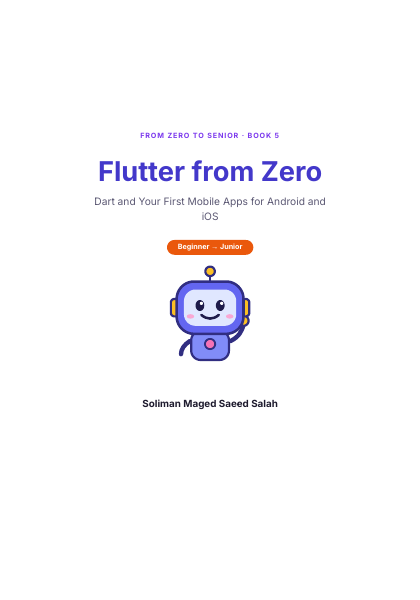 FROM ZERO TO SENIOR · BOOK 5
Flutter from Zero
Dart and Your First Mobile Apps for Android and
iOS
Beginner → Junior
Soliman Maged Saeed Salah